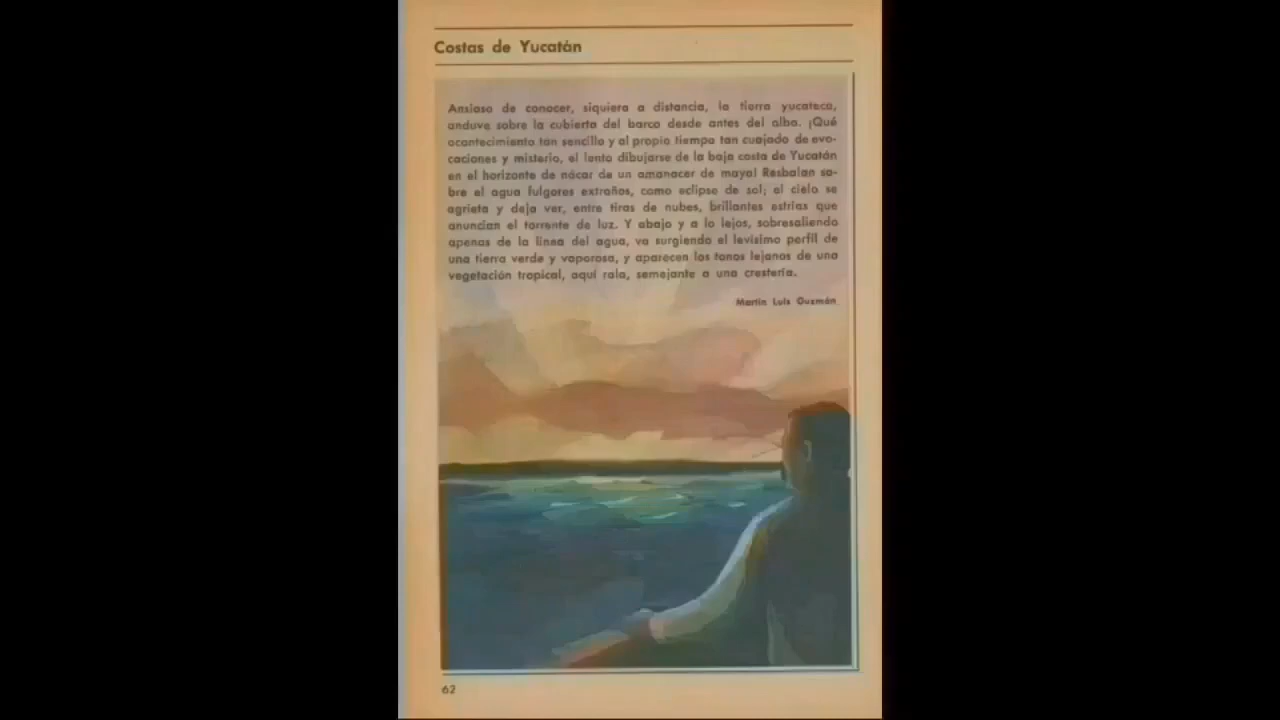 Costas de Yucatán
Ansioso de conocer, siquiera a distancia, la tierra yucateca,
anduve sobre la cubierta del barco desde antes del alba. ¡Qué
acontecimiento tan sencillo y al propio tiempo tan cuajado de evo-
caciones y misterio, el lento dibujarse de la baja costa de Yucatán
en el horizonte de nácar de un amanecer de mayo! Resbalan so-
bre el agua fulgores extraños, como eclipse de sol; el cielo se
agrieta y deja ver, entre tiras de nubes, brillantes estrías que
anuncian el torrente de luz. Y abajo y a lo lejos, sobresaliendo
apenas de la línea del agua, va surgiendo el levísimo perfil de
una tierra verde y vaporosa, y aparecen los tonos lejanos de una
vegetación tropical, aquí rala, semejante a una crestería.
Martín Luis Guzmán
62